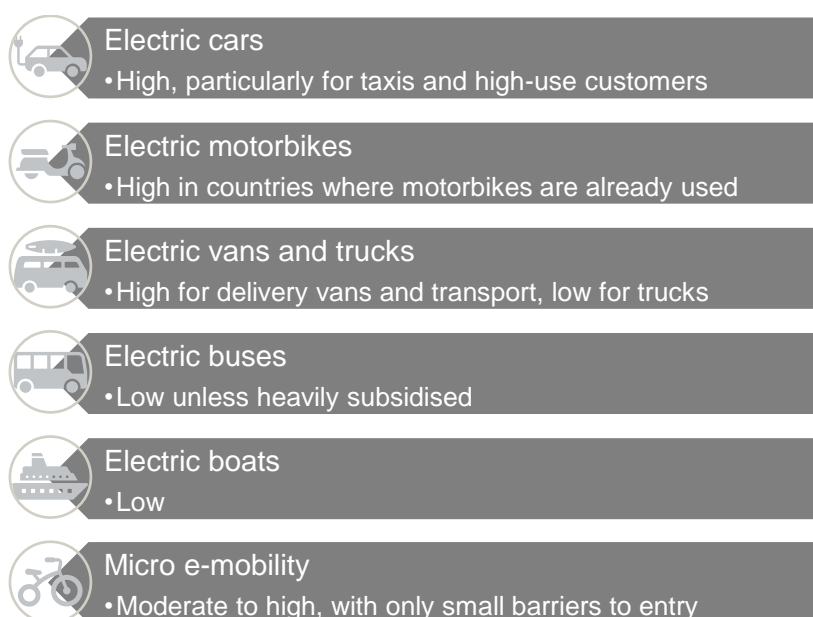 Electric cars
•High, particularly for taxis and high-use customers
Electric motorbikes
•High in countries where motorbikes are already used
Electric vans and trucks
•High for delivery vans and transport, low for trucks
Electric buses
•Low unless heavily subsidised
Electric boats
•Low
Micro e-mobility
•Moderate to high, with only small barriers to entry